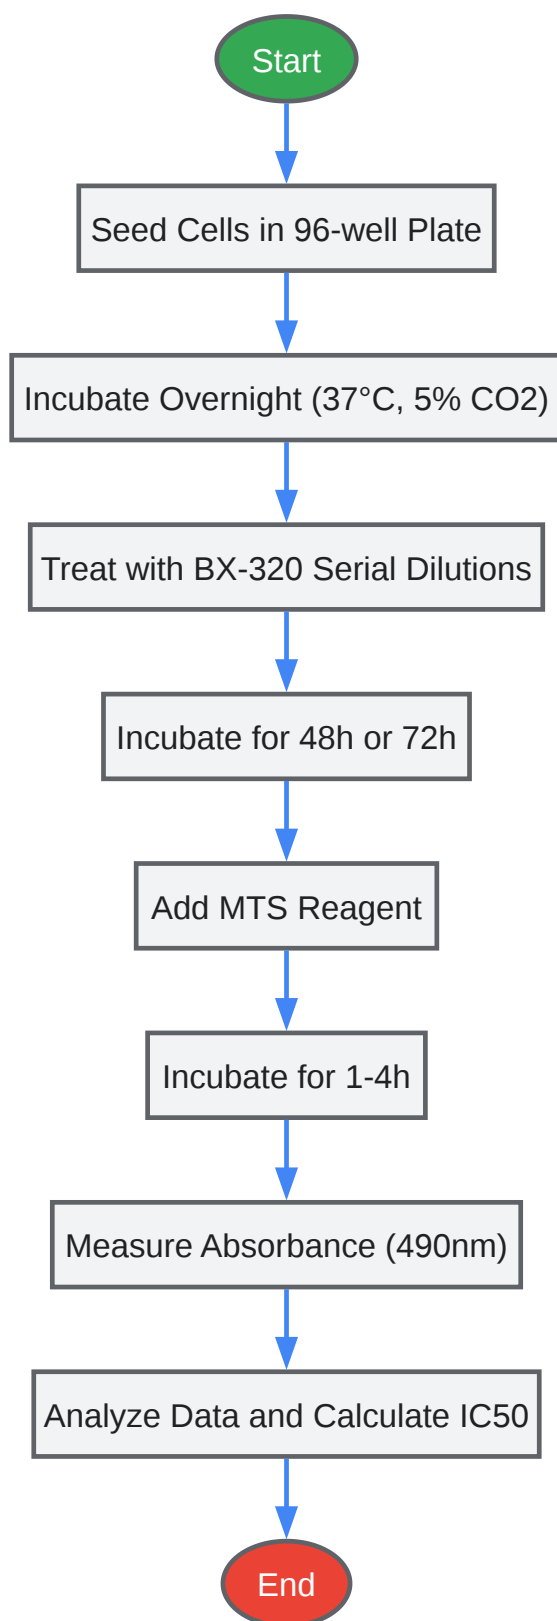 Start
Seed Cells in 96-well Plate
Incubate Overnight (37°C, 5% CO2)
Treat with BX-320 Serial Dilutions
Incubate for 48h or 72h
Add MTS Reagent
Incubate for 1-4h
Measure Absorbance (490nm)
Analyze Data and Calculate IC50
End